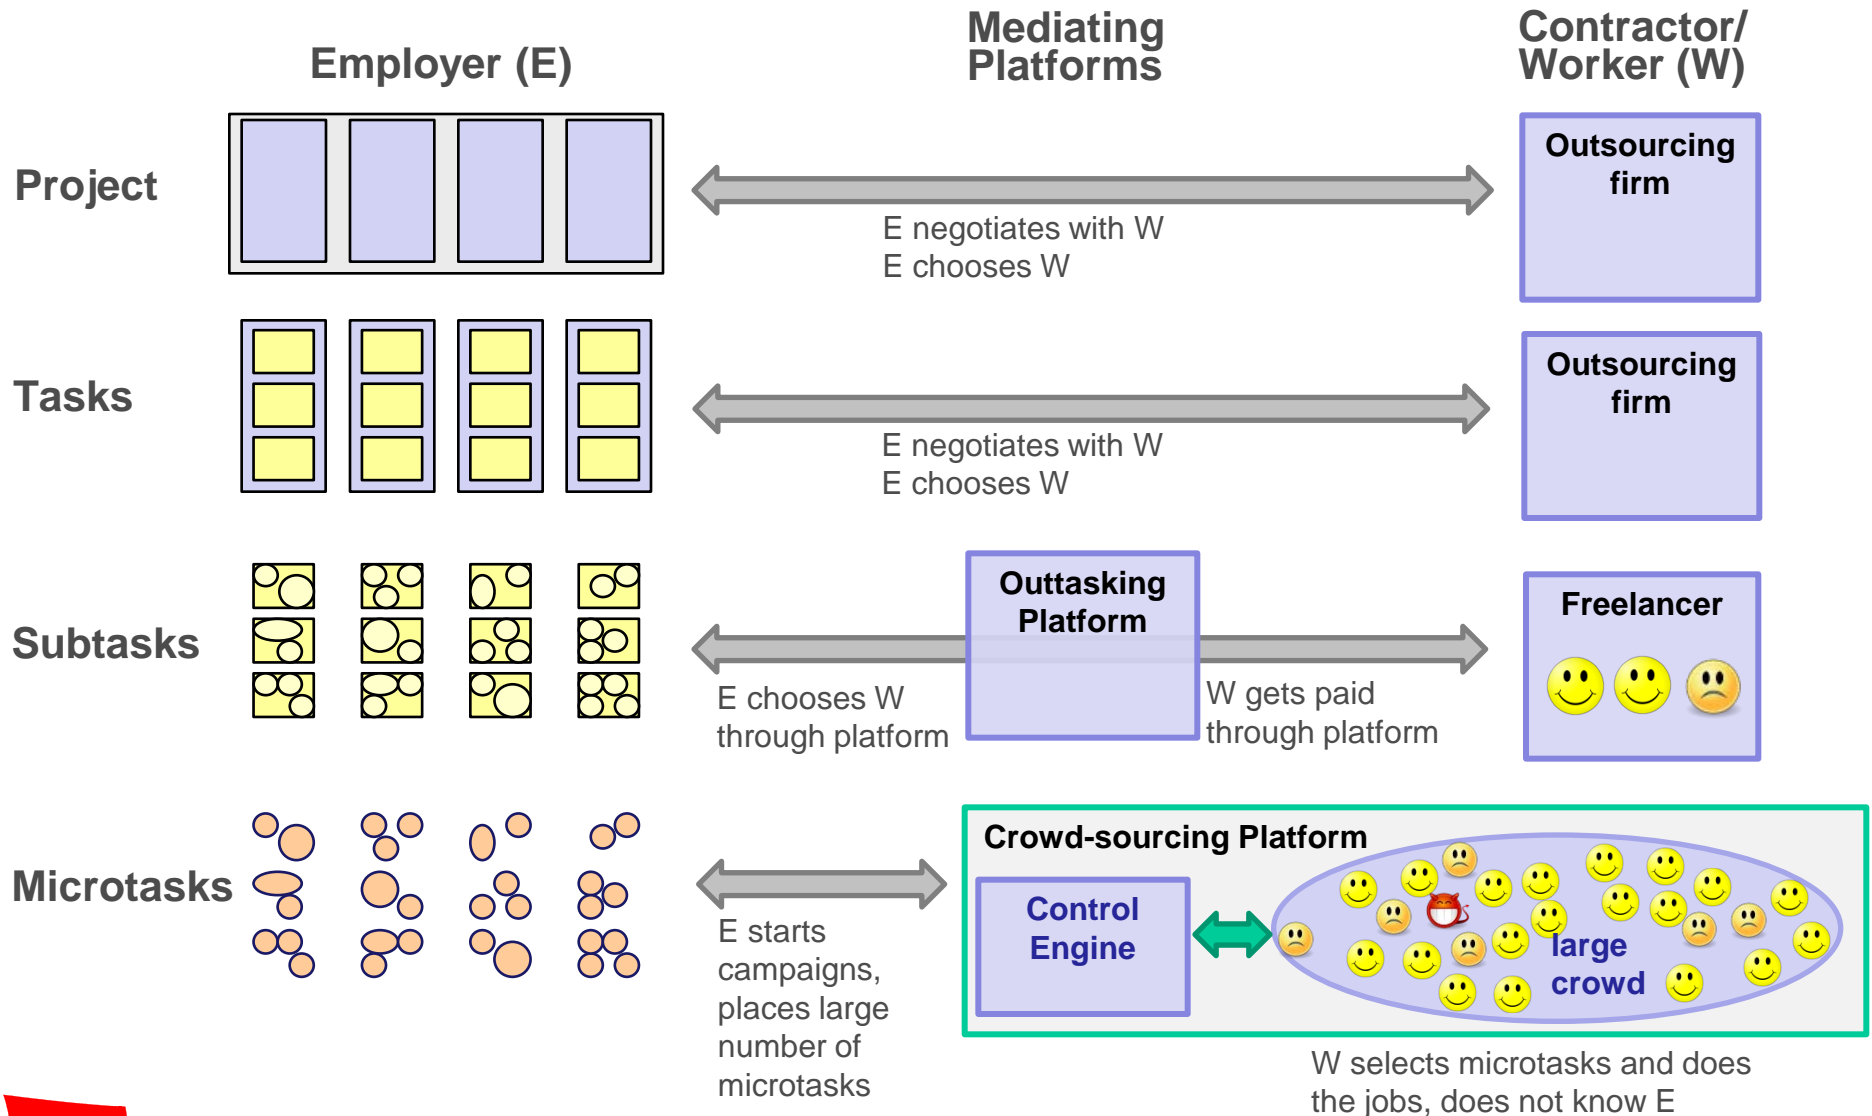 Employer (E)
Mediating
Platforms
Contractor/
Worker (W)
Project
E negotiates with W
E chooses W
Outsourcing
firm
Tasks
E negotiates with W
E chooses W
Outsourcing
firm
Subtasks
E chooses W
through platform
Outtasking
Platform
W gets paid
through platform
Freelancer
Microtasks
E starts
campaigns,
places large
number of
microtasks
Crowd-sourcing Platform
Control
Engine
large
crowd
W selects microtasks and does
the jobs, does not know E